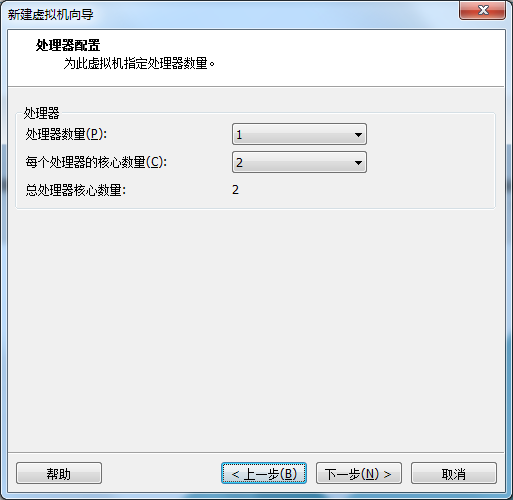 新建虚拟机向导
处理器配置
为此虚拟机指定处理器数量。
处理器
处理器数量(P): 1
每个处理器的核心数量(C): 2
总处理器核心数量: 2
帮助 < 上一步(B) 下一步(N) > 取消